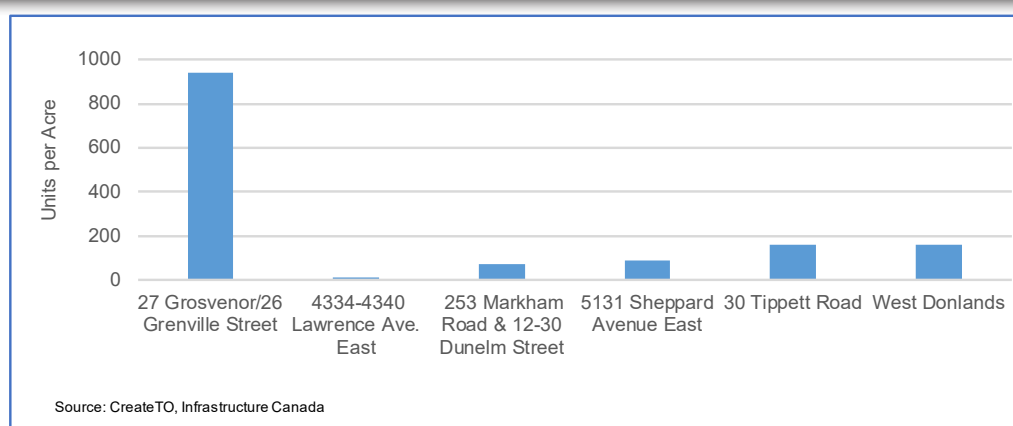 1000
800
600
400
200
0
Units per Acre
27 Grosvenor/26
Grenville Street
4334-4340
Lawrence Ave.
East
253 Markham
Road & 12-30
Dunelm Street
5131 Sheppard
Avenue East
30 Tippett Road
West Donlands
Source: CreateTO, Infrastructure Canada